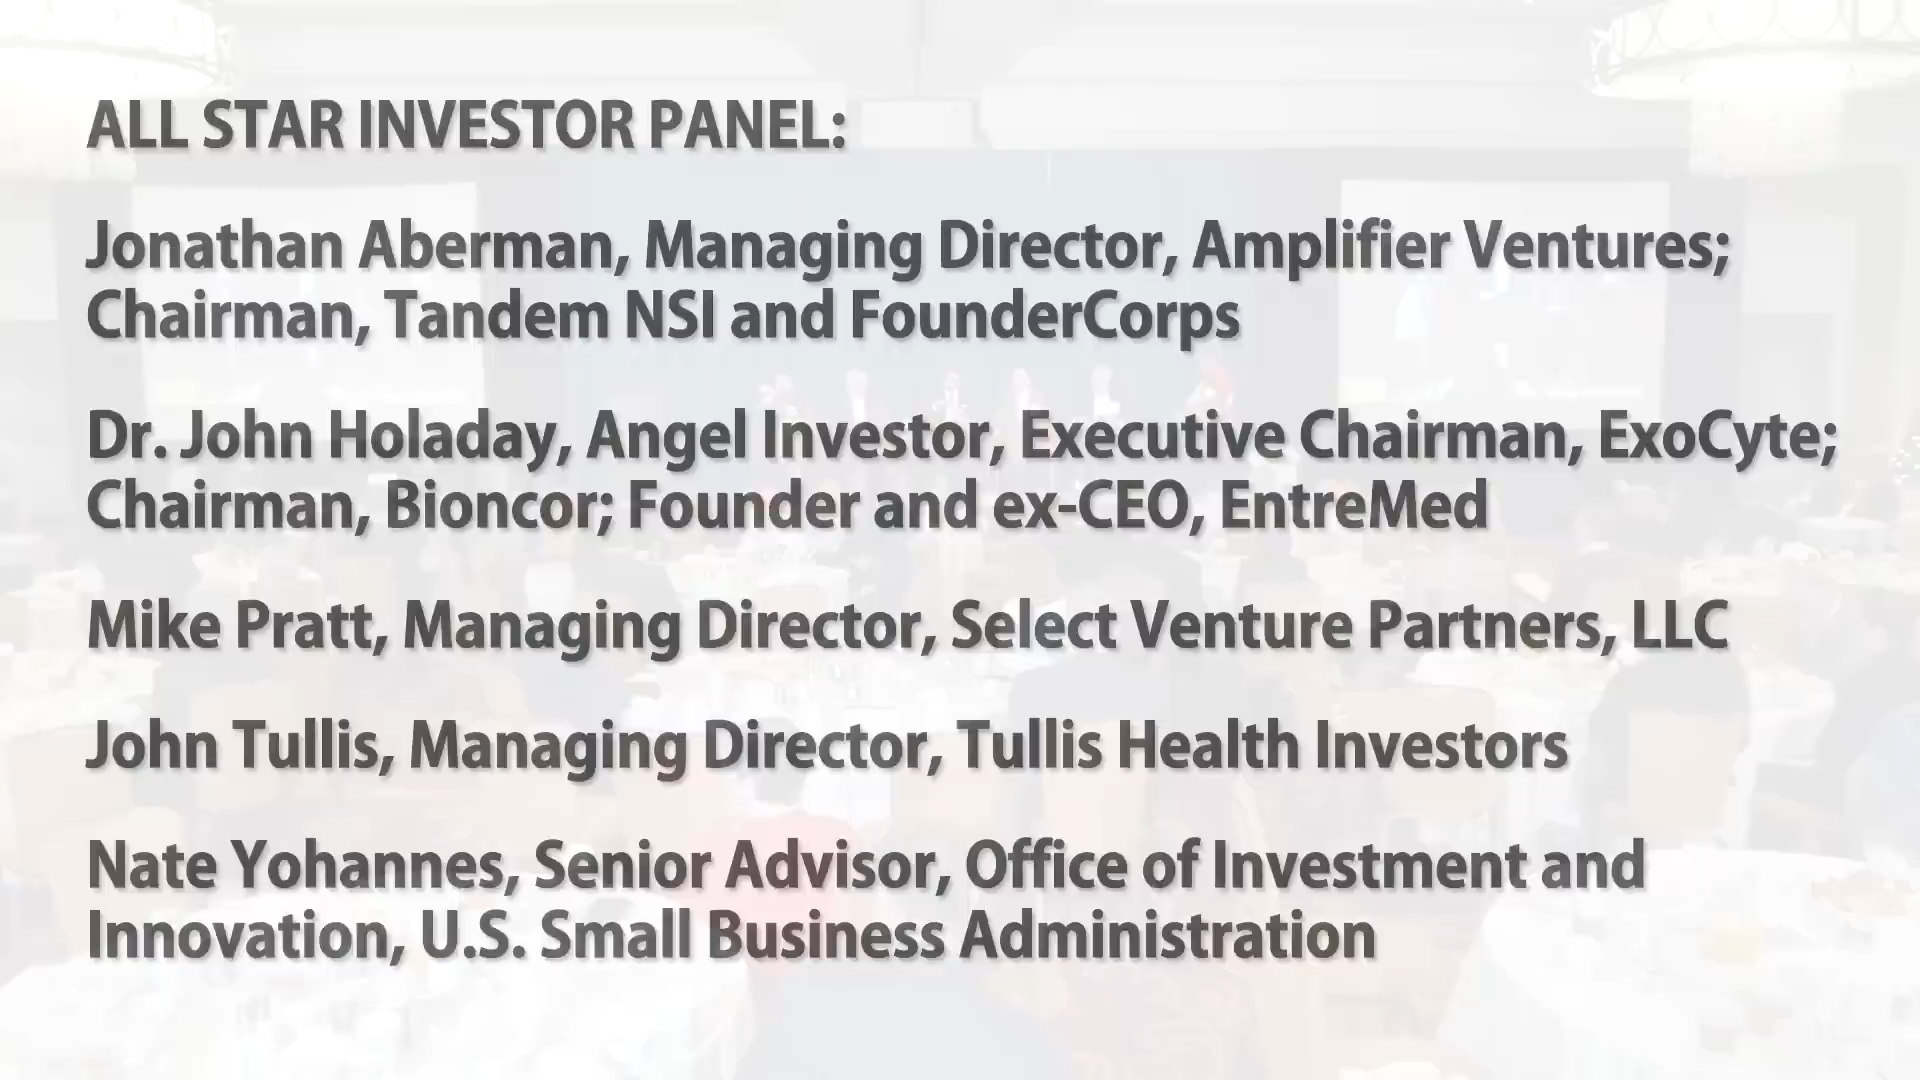 ALL STAR INVESTOR PANEL:
Jonathan Aberman, Managing Director, Amplifier Ventures;
Chairman, Tandem NSI and FounderCorps
Dr. John Holaday, Angel Investor, Executive Chairman, ExoCyte;
Chairman, Bioncor; Founder and ex-CEO, EntreMed
Mike Pratt, Managing Director, Select Venture Partners, LLC
John Tullis, Managing Director, Tullis Health Investors
Nate Yohannes, Senior Advisor, Office of Investment and
Innovation, U.S. Small Business Administration